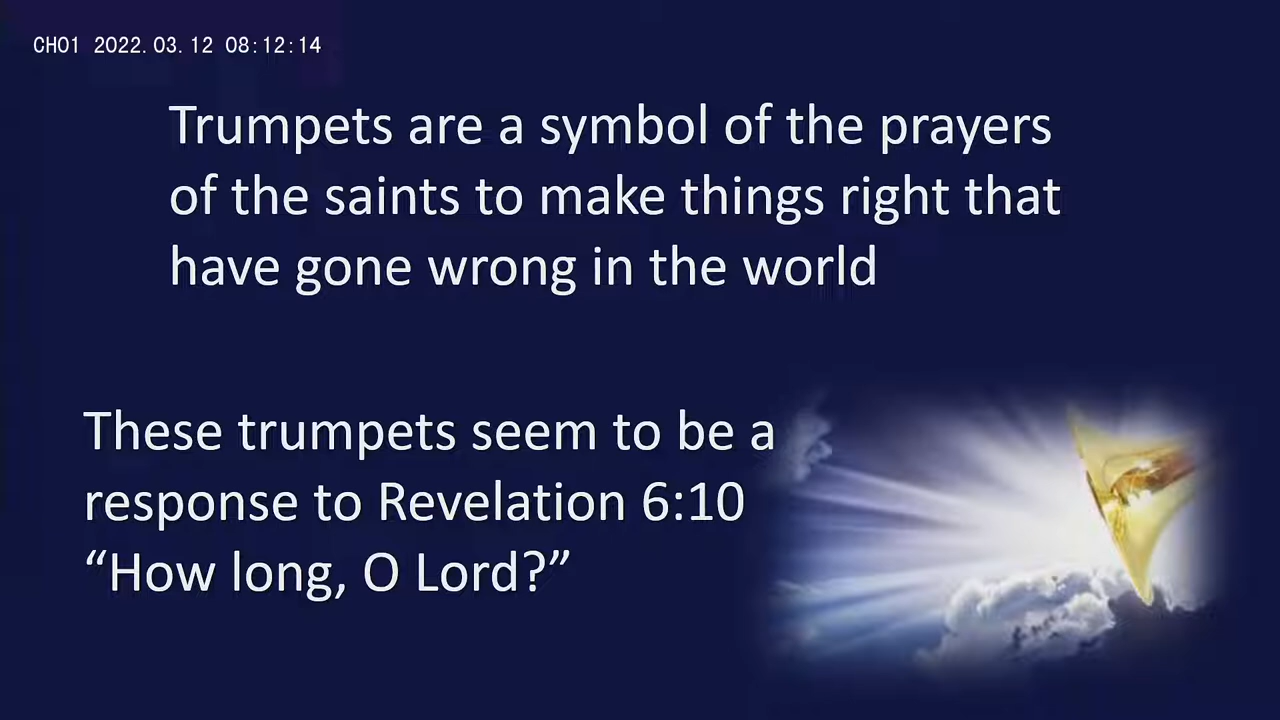 CH01 2022.03.12 08:12:14
Trumpets are a symbol of the prayers
of the saints to make things right that
have gone wrong in the world
These trumpets seem to be a
response to Revelation 6:10
“How long, O Lord?”